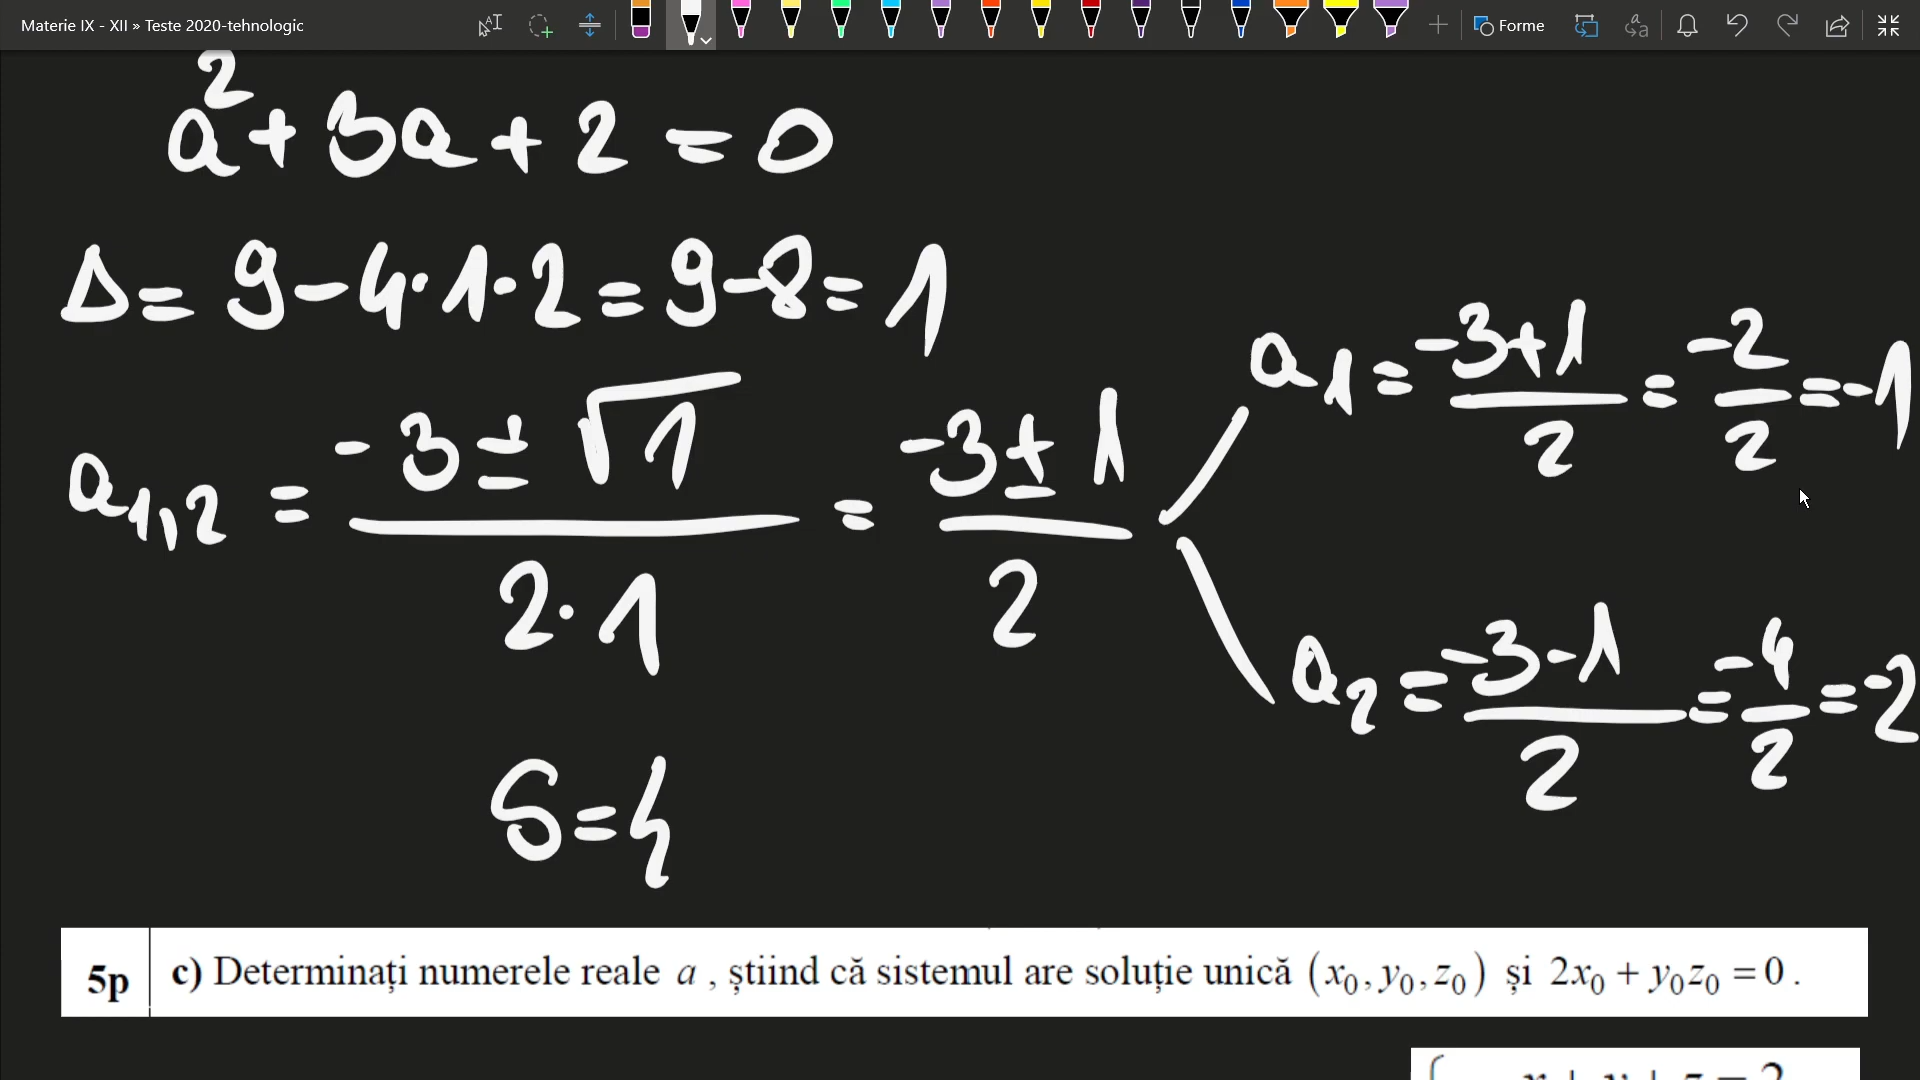 Materie IX - XII » Teste 2020-tehnologic
Forme
a² + 3a + 2 = 0
Δ = 9 - 4·1·2 = 9 - 8 = 1
a₁,₂ = (-3 ± √1) / (2·1) = (-3 ± 1) / 2
a₁ = (-3+1) / 2 = -2 / 2 = -1
a₂ = (-3-1) / 2 = -4 / 2 = -2
S = {
5p c) Determinați numerele reale a , știind că sistemul are soluție unică (x₀, y₀, z₀) și 2x₀ + y₀z₀ = 0 .